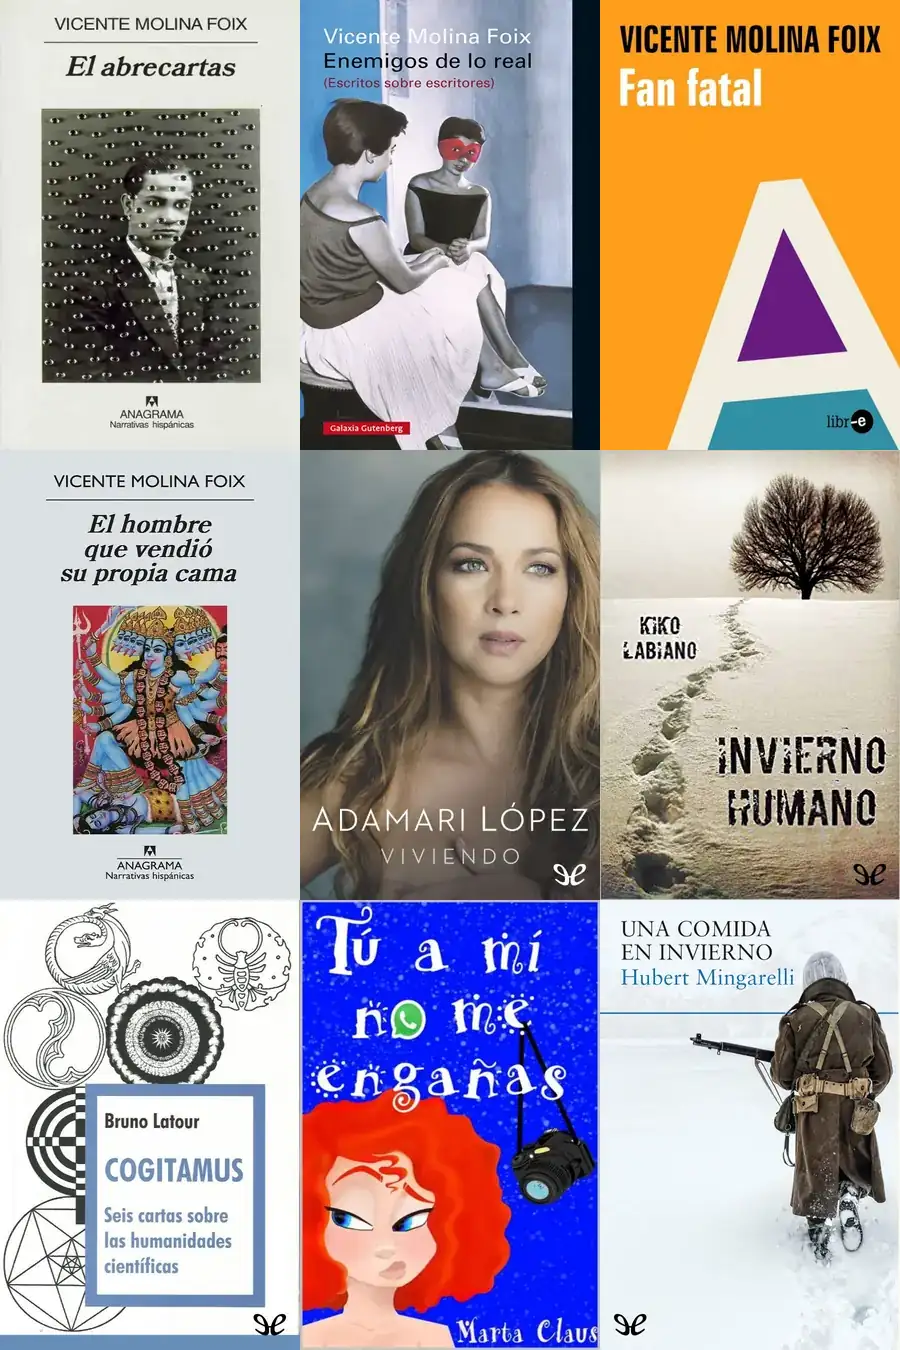 VICENTE MOLINA FOIX
El abrecartas
ANAGRAMA
Narrativas hispánicas
Vicente Molina Foix
Enemigos de lo real
(Escritos sobre escritores)
Galaxia Gutenberg
VICENTE MOLINA FOIX
Fan fatal
libr-e
VICENTE MOLINA FOIX
El hombre
que vendió
su propia cama
ANAGRAMA
Narrativas hispánicas
ADAMARI LÓPEZ
VIVIENDO
KIKO
LABIANO
INVIERNO
HUMANO
Bruno Latour
COGITAMUS
Seis cartas sobre
las humanidades
científicas
Tú a mí
no me
engañas
Marta Claus
UNA COMIDA
EN INVIERNO
Hubert Mingarelli